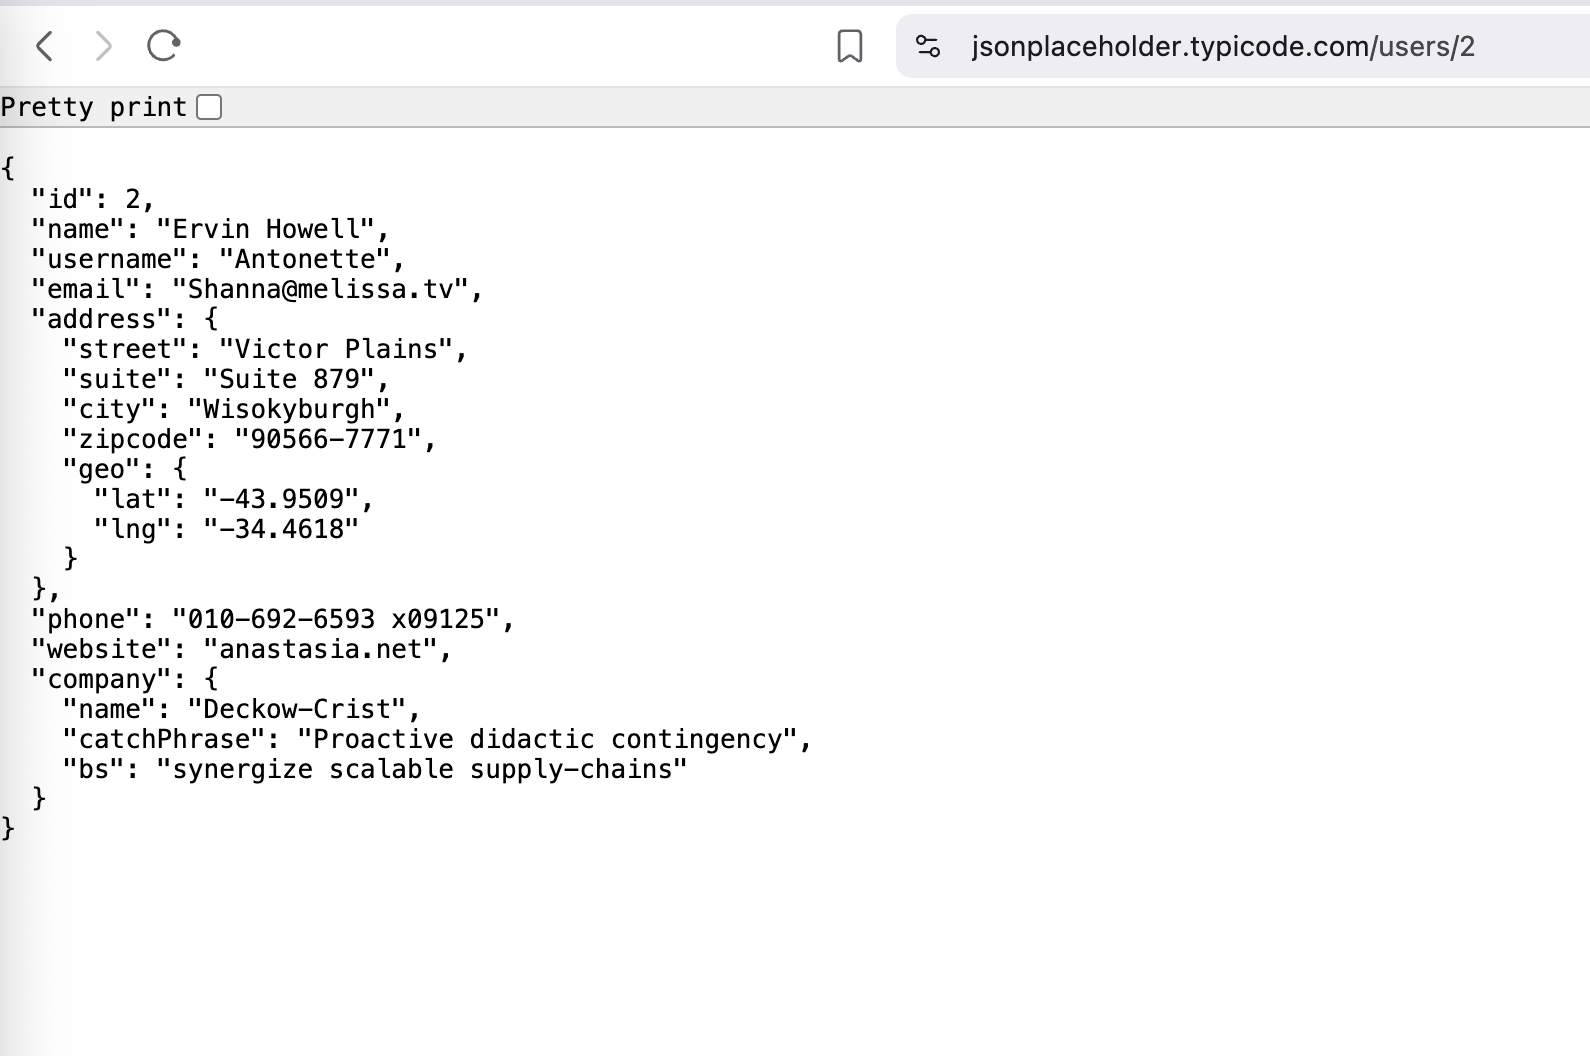 jsonplaceholder.typicode.com/users/2
Pretty print
{
  "id": 2,
  "name": "Ervin Howell",
  "username": "Antonette",
  "email": "Shanna@melissa.tv",
  "address": {
    "street": "Victor Plains",
    "suite": "Suite 879",
    "city": "Wisokyburgh",
    "zipcode": "90566-7771",
    "geo": {
      "lat": "-43.9509",
      "lng": "-34.4618"
    }
  },
  "phone": "010-692-6593 x09125",
  "website": "anastasia.net",
  "company": {
    "name": "Deckow-Crist",
    "catchPhrase": "Proactive didactic contingency",
    "bs": "synergize scalable supply-chains"
  }
}